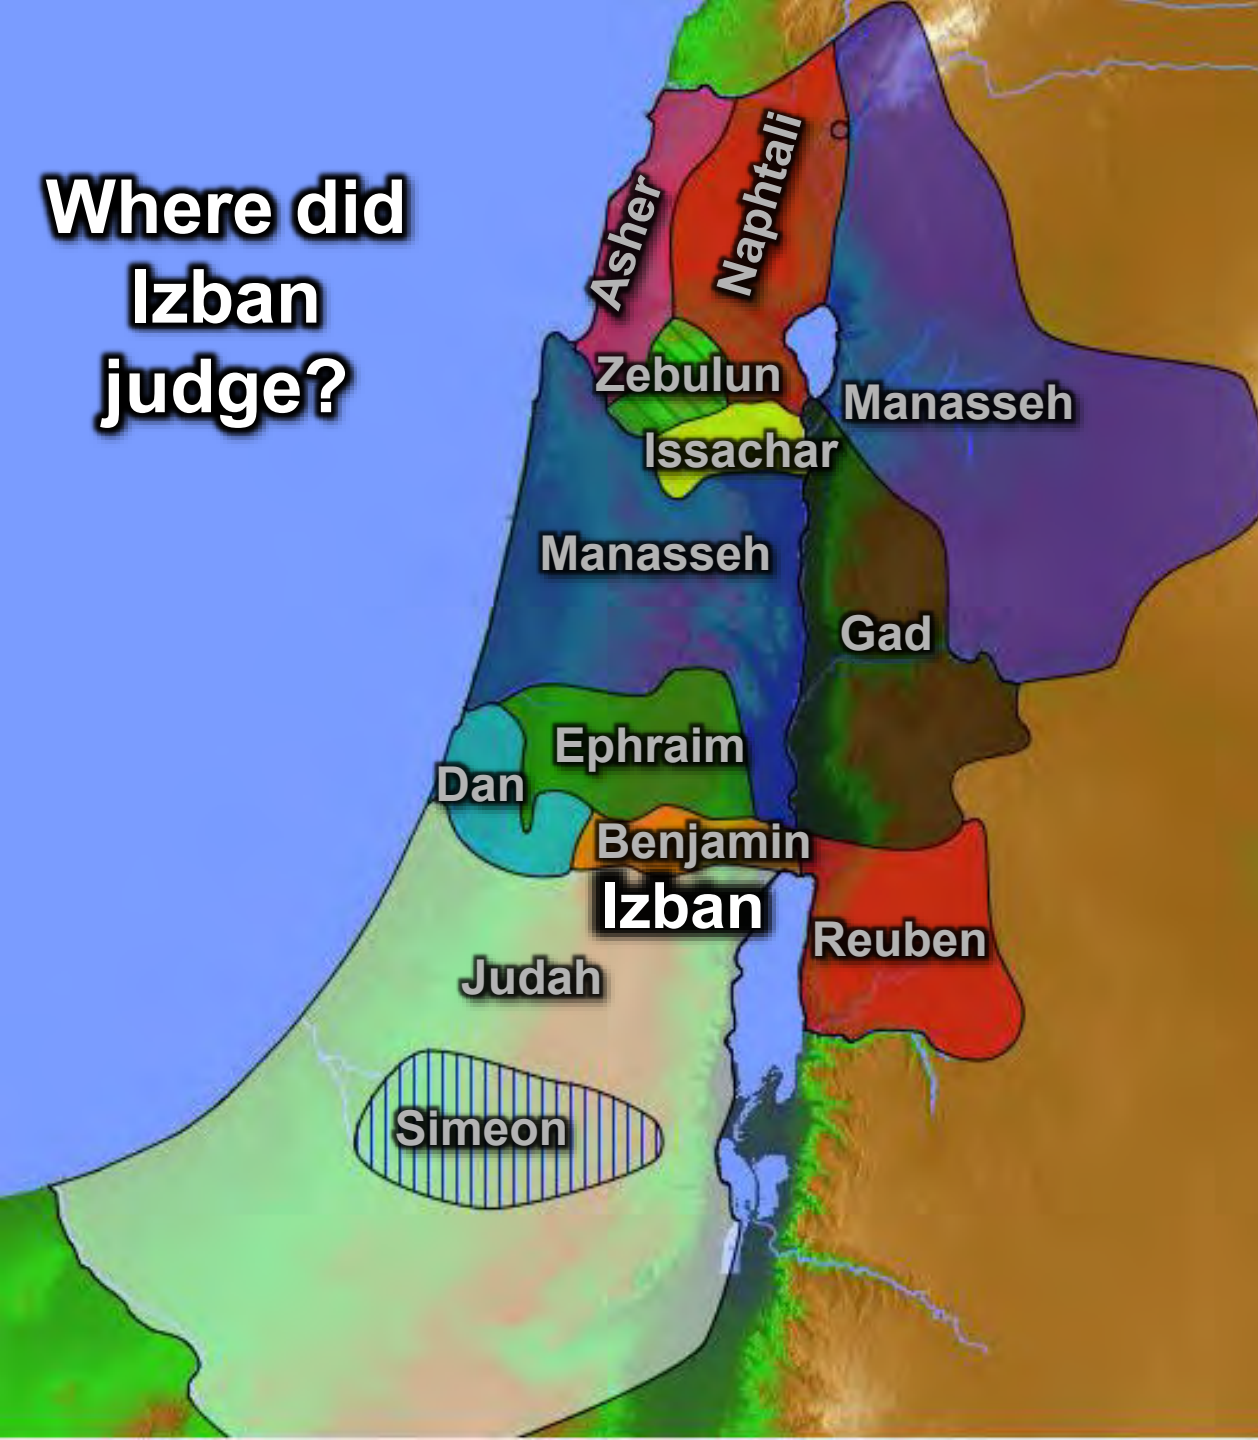 Where did
Izban
judge?
Asher
Naphtali
Zebulun
Manasseh
Issachar
Manasseh
Gad
Ephraim
Dan
Benjamin
Izban
Reuben
Judah
Simeon